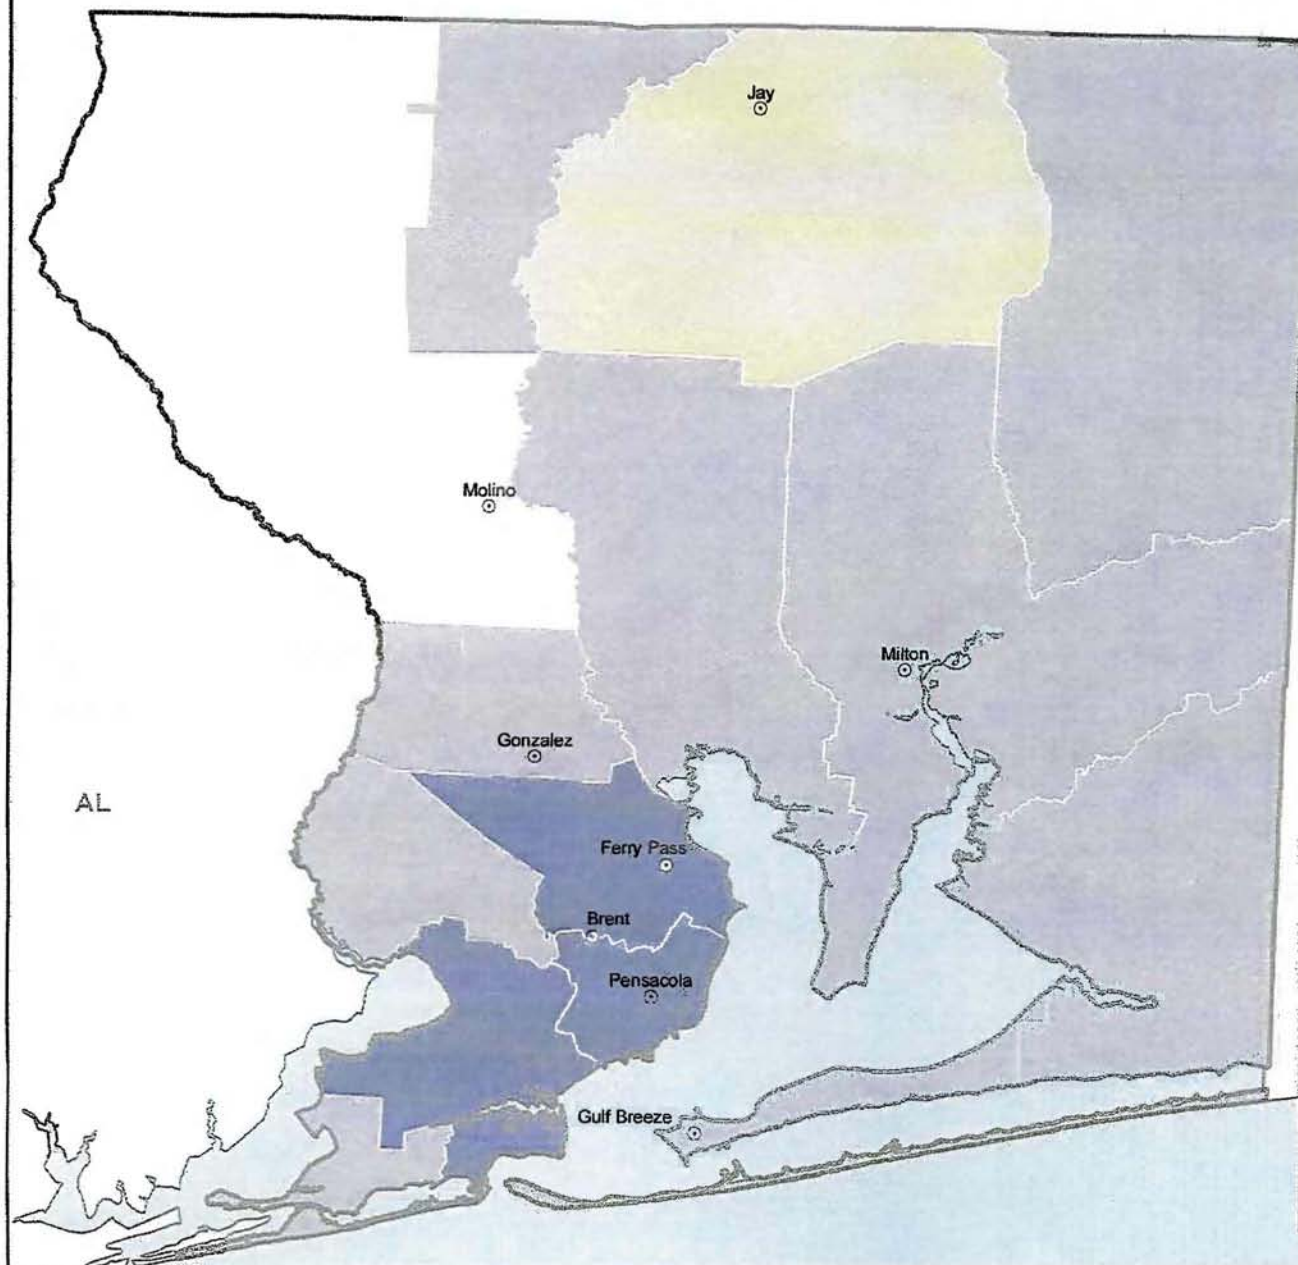 Jay
Molino
Milton
Gonzalez
AL
Ferry Pass
Brent
Pensacola
Gulf Breeze